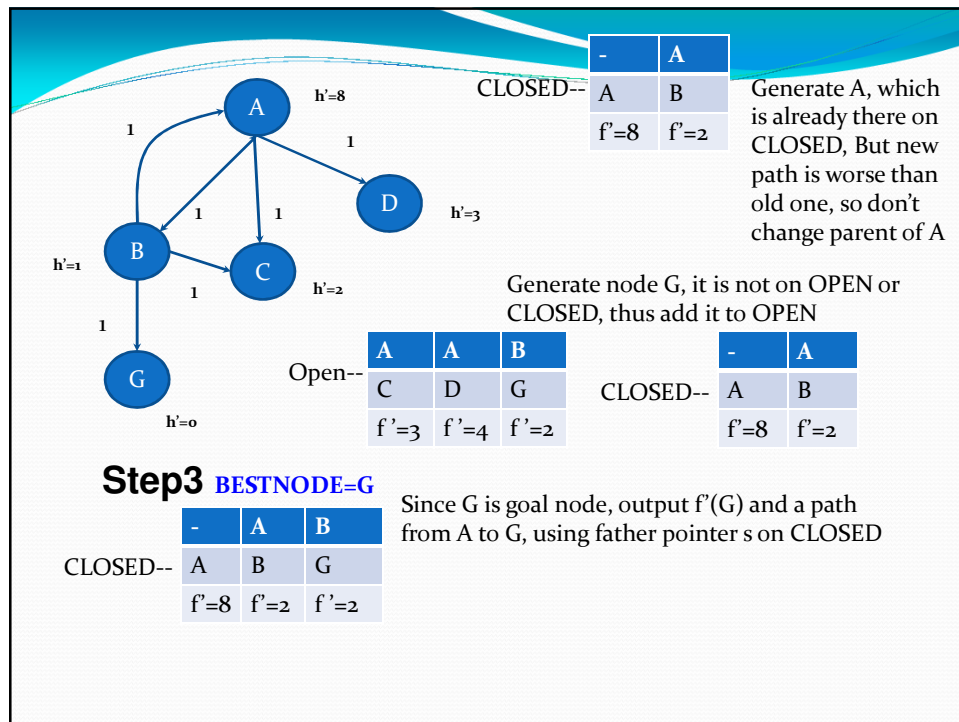 - A
CLOSED-- A B
f'=8 f'=2
Generate A, which
is already there on
CLOSED, But new
path is worse than
old one, so don't
change parent of A
A h'=8
1
1
D h'=3
1
1
B h'=1
C h'=2
1
1
G h'=0
Generate node G, it is not on OPEN or
CLOSED, thus add it to OPEN
A A B
Open-- C D G
f '=3 f '=4 f '=2
- A
CLOSED-- A B
f'=8 f'=2
Step3 BESTNODE=G
Since G is goal node, output f'(G) and a path
from A to G, using father pointer s on CLOSED
- A B
CLOSED-- A B G
f'=8 f'=2 f '=2